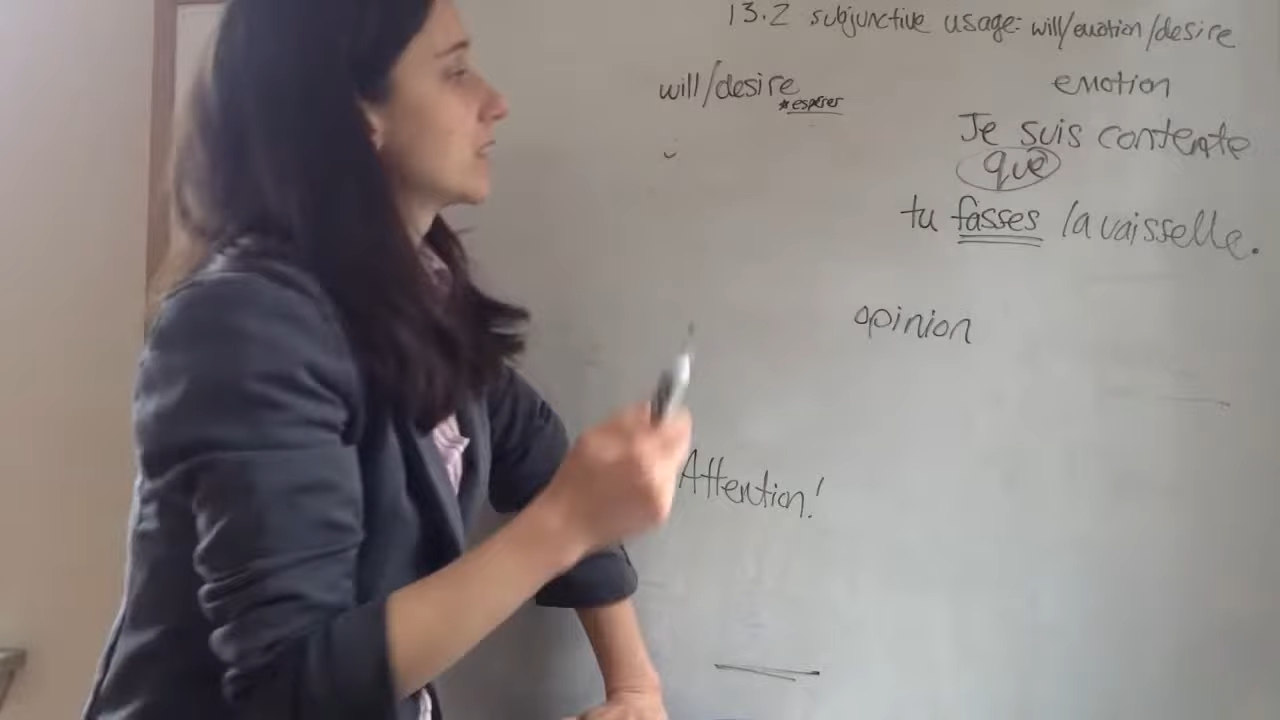 13.2 subjunctive usage: will/emotion/desire
will/desire
*esperer
emotion
Je suis contente
que
tu fasses la vaisselle.
opinion
Attention!